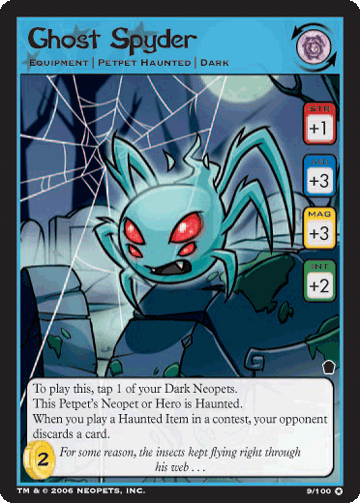 Ghost Spyder
Equipment | Petpet Haunted | Dark
STR
+1
+3
MAG
+3
INT
+2
To play this, tap 1 of your Dark Neopets.
This Petpet's Neopet or Hero is Haunted.
When you play a Haunted Item in a contest, your opponent
discards a card.
2
For some reason, the insects kept flying right through
his web . . .
TM & © 2006 NEOPETS, INC.
9/100